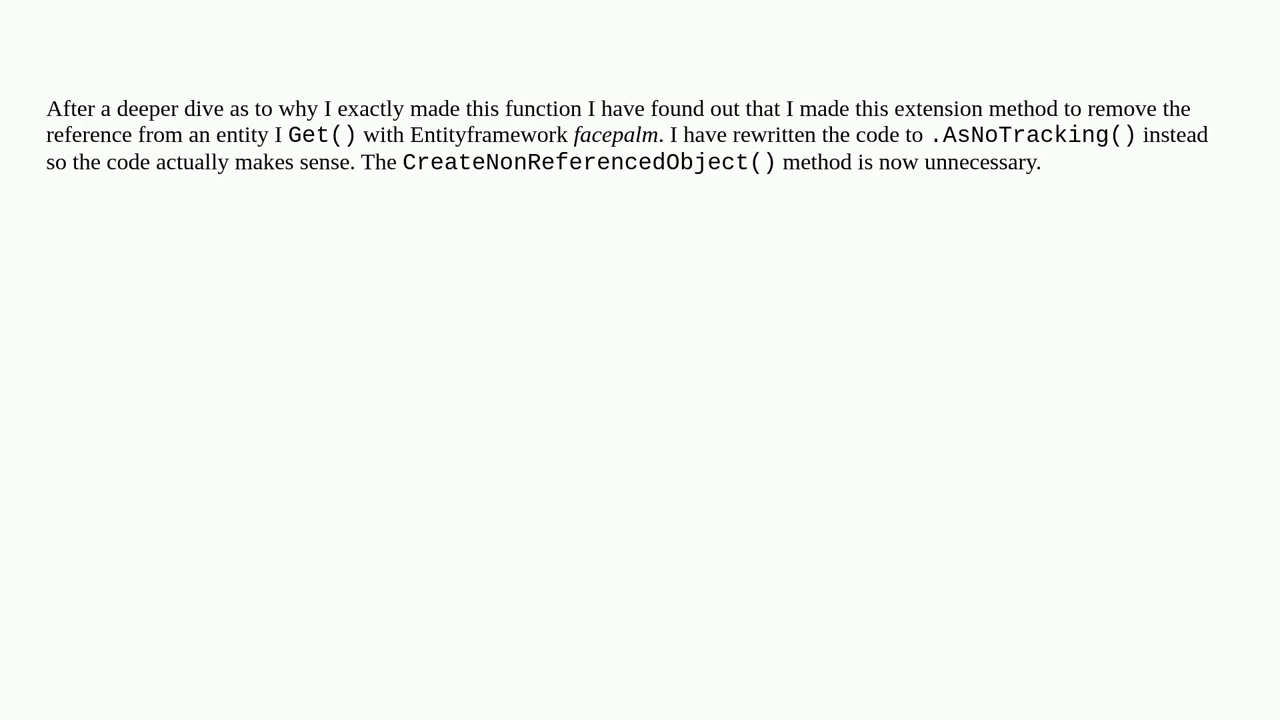 After a deeper dive as to why I exactly made this function I have found out that I made this extension method to remove the
reference from an entity I Get() with Entityframework facepalm. I have rewritten the code to .AsNoTracking() instead
so the code actually makes sense. The CreateNonReferencedObject() method is now unnecessary.